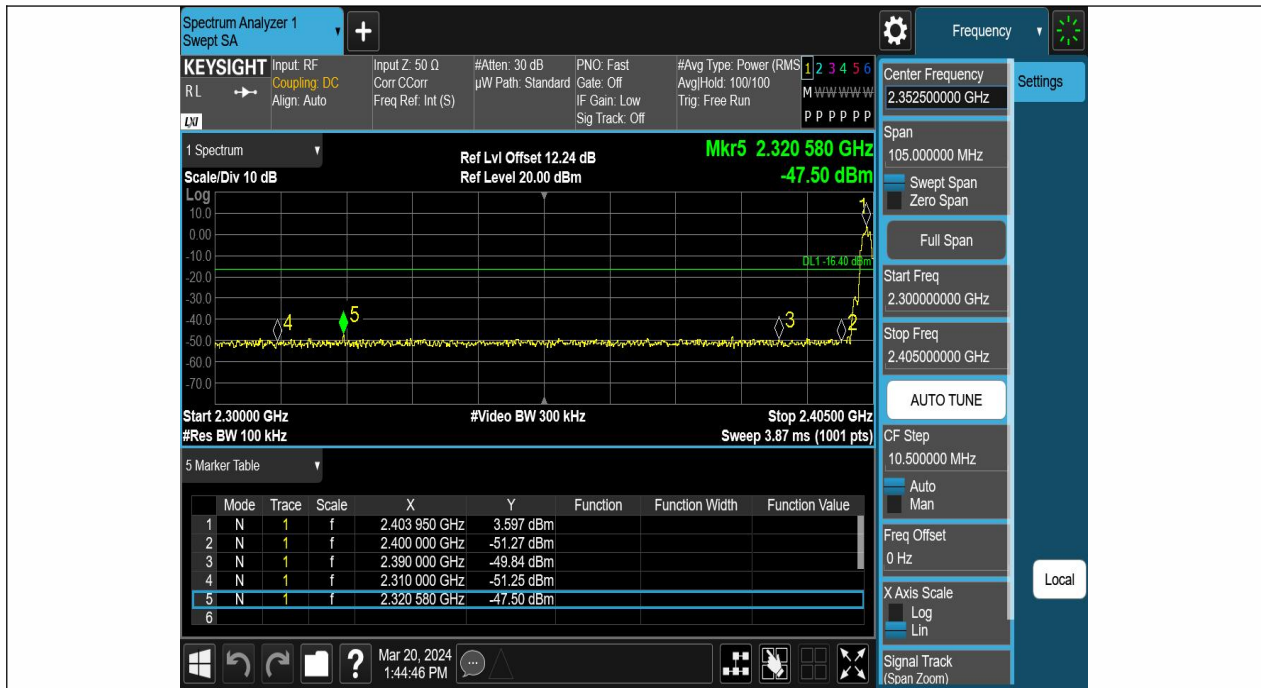 Spectrum Analyzer 1
Swept SA
Frequency
KEYSIGHT
R L
LXI
Input: RF
Coupling: DC
Align: Auto
Input Z: 50 Ω
Corr CCorr
Freq Ref: Int (S)
#Atten: 30 dB
µW Path: Standard
PNO: Fast
Gate: Off
IF Gain: Low
Sig Track: Off
#Avg Type: Power (RMS
Avg|Hold: 100/100
Trig: Free Run
1 2 3 4 5 6
M W W W W W
P P P P P P
1 Spectrum
Scale/Div 10 dB
Ref Lvl Offset 12.24 dB
Ref Level 20.00 dBm
Mkr5 2.320 580 GHz
-47.50 dBm
Log
10.0
0.00
-10.0
-20.0
-30.0
-40.0
-50.0
-60.0
-70.0
1
DL1 -16.40 dBm
4
5
3
2
Start 2.30000 GHz
#Video BW 300 kHz
Stop 2.40500 GHz
#Res BW 100 kHz
Sweep 3.87 ms (1001 pts)
5 Marker Table
Mode Trace Scale X Y Function Function Width Function Value
1 N 1 f 2.403 950 GHz 3.597 dBm
2 N 1 f 2.400 000 GHz -51.27 dBm
3 N 1 f 2.390 000 GHz -49.84 dBm
4 N 1 f 2.310 000 GHz -51.25 dBm
5 N 1 f 2.320 580 GHz -47.50 dBm
6
Mar 20, 2024
1:44:46 PM
Center Frequency
2.352500000 GHz
Settings
Span
105.000000 MHz
Swept Span
Zero Span
Full Span
Start Freq
2.300000000 GHz
Stop Freq
2.405000000 GHz
AUTO TUNE
CF Step
10.500000 MHz
Auto
Man
Freq Offset
0 Hz
X Axis Scale
Log
Lin
Local
Signal Track
(Span Zoom)